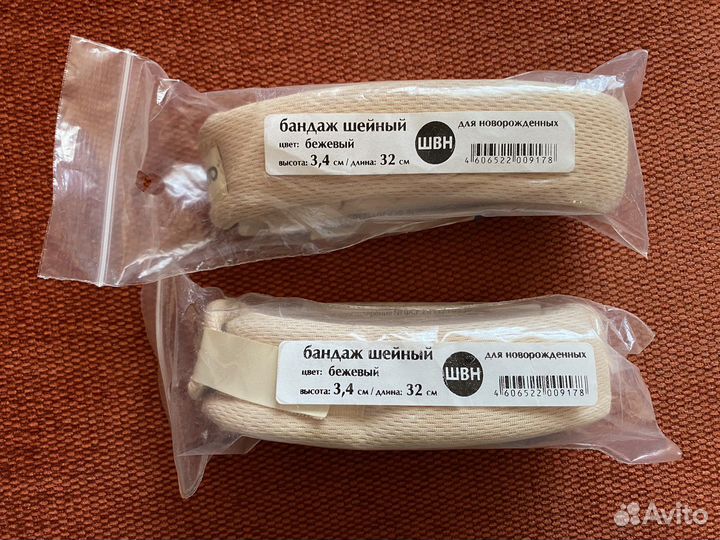 бандаж шейный
цвет: бежевый
высота: 3,4 см / длина: 32 см
ШВН
для новорожденных
4 606522 009178
бандаж шейный
цвет: бежевый
высота: 3,4 см / длина: 32 см
ШВН
для новорожденных
4 606522 009178
Avito